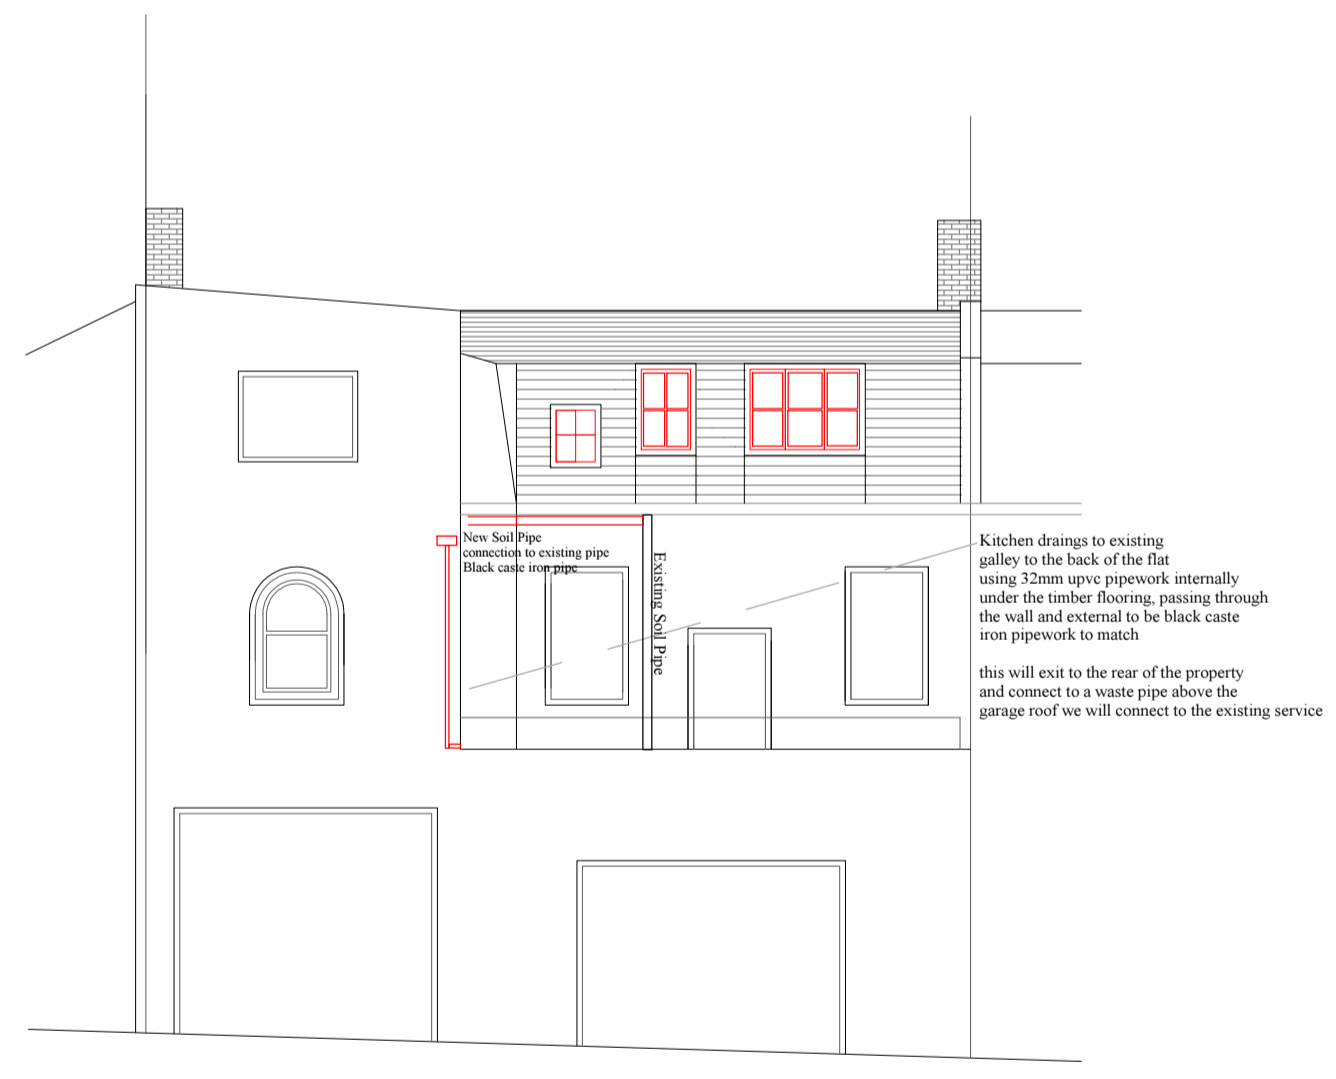 New Soil Pipe
connection to existing pipe
Black caste iron pipe
Existing Soil Pipe
Kitchen draings to existing
galley to the back of the flat
using 32mm upvc pipework internally
under the timber flooring, passing through
the wall and external to be black caste
iron pipework to match
this will exit to the rear of the property
and connect to a waste pipe above the
garage roof we will connect to the existing service